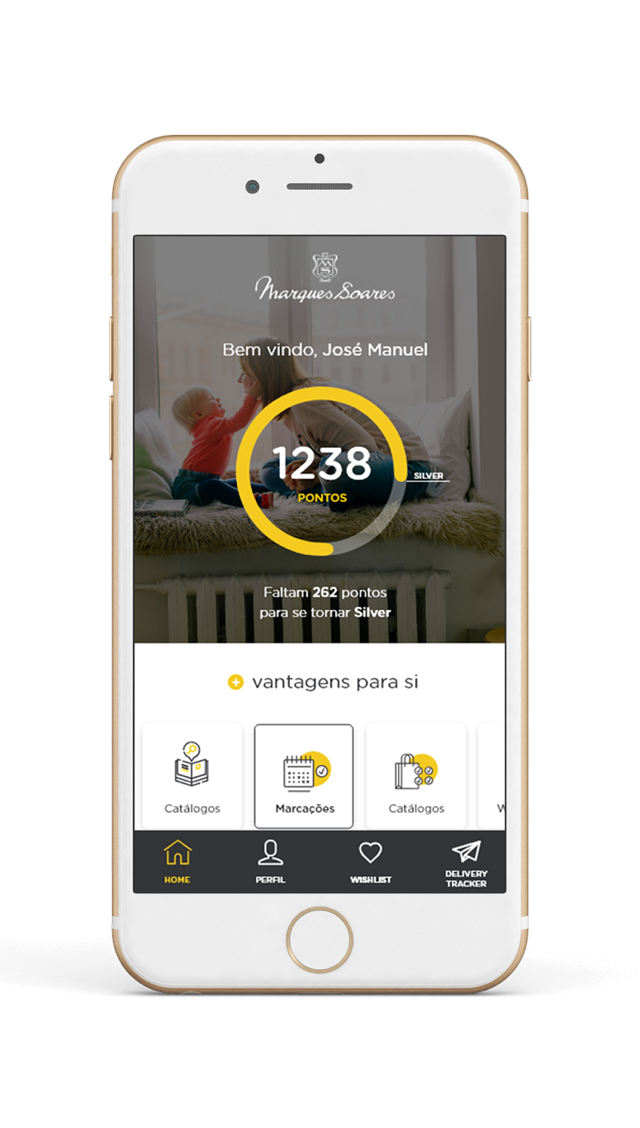 Marques Soares
Bem vindo, José Manuel
1238
PONTOS
SILVER
Faltam 262 pontos
para se tornar Silver
vantagens para si
Catálogos
Marcações
Catálogos
HOME
PERFIL
WISHLIST
DELIVERY
TRACKER